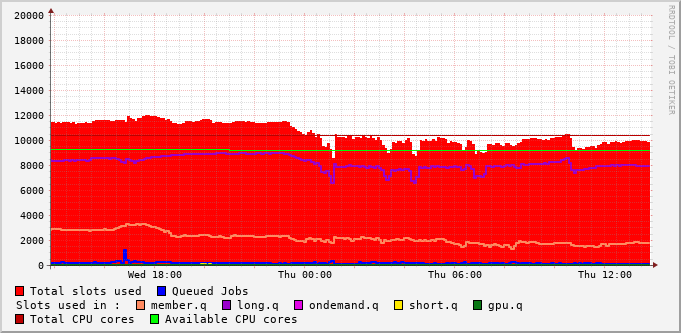 20000
18000
16000
14000
12000
10000
8000
6000
4000
2000
0
Wed 18:00 Thu 00:00 Thu 06:00 Thu 12:00
RRDTOOL / TOBI OETIKER
Total slots used Queued Jobs
Slots used in : member.q long.q ondemand.q short.q gpu.q
Total CPU cores Available CPU cores